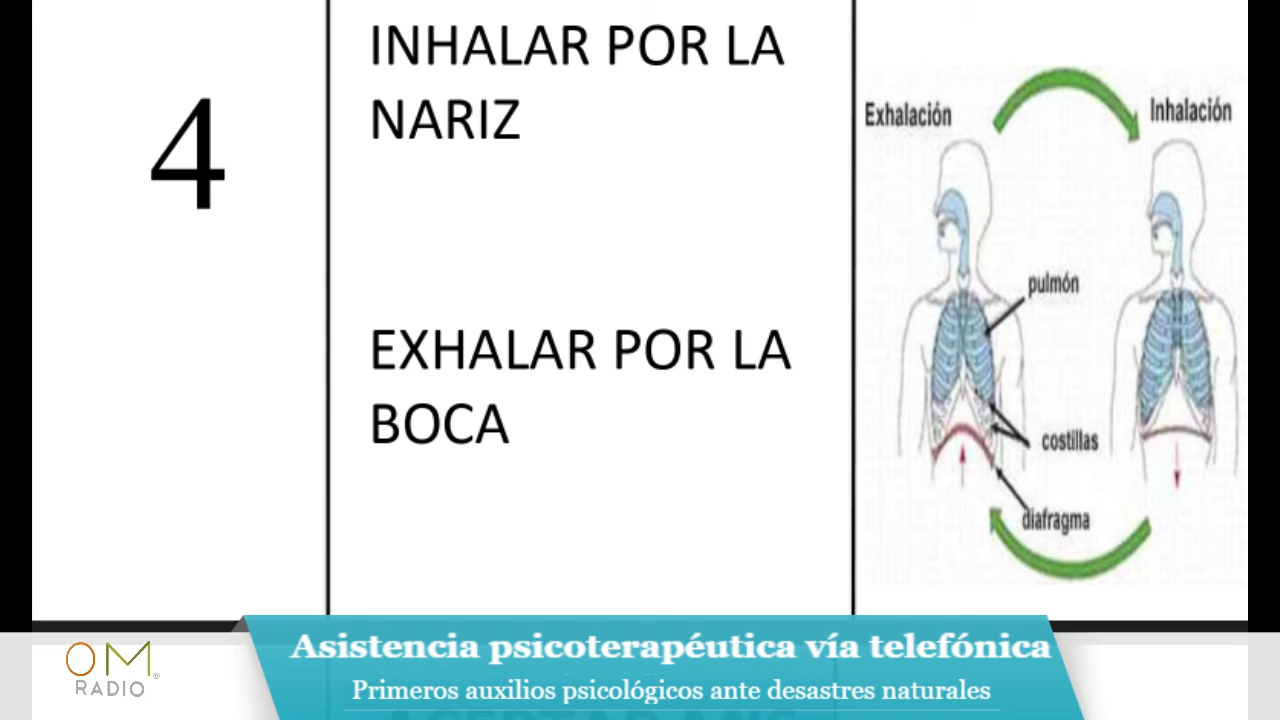 4
INHALAR POR LA
NARIZ
EXHALAR POR LA
BOCA
Exhalación
Inhalación
pulmón
costillas
diafragma
OM
RADIO
®
Asistencia psicoterapéutica vía telefónica
Primeros auxilios psicológicos ante desastres naturales